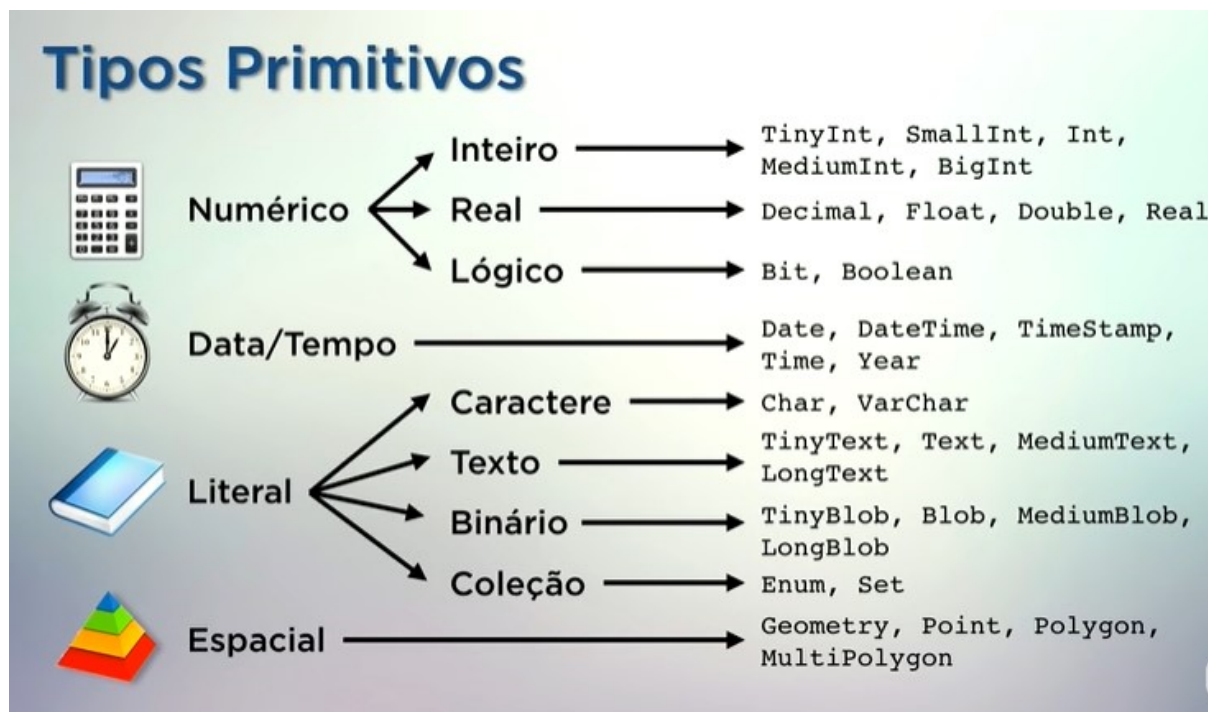 Tipos Primitivos
Numérico
Inteiro
TinyInt, SmallInt, Int,
MediumInt, BigInt
Real
Decimal, Float, Double, Real
Lógico
Bit, Boolean
Data/Tempo
Date, DateTime, TimeStamp,
Time, Year
Literal
Caractere
Char, VarChar
Texto
TinyText, Text, MediumText,
LongText
Binário
TinyBlob, Blob, MediumBlob,
LongBlob
Coleção
Enum, Set
Espacial
Geometry, Point, Polygon,
MultiPolygon